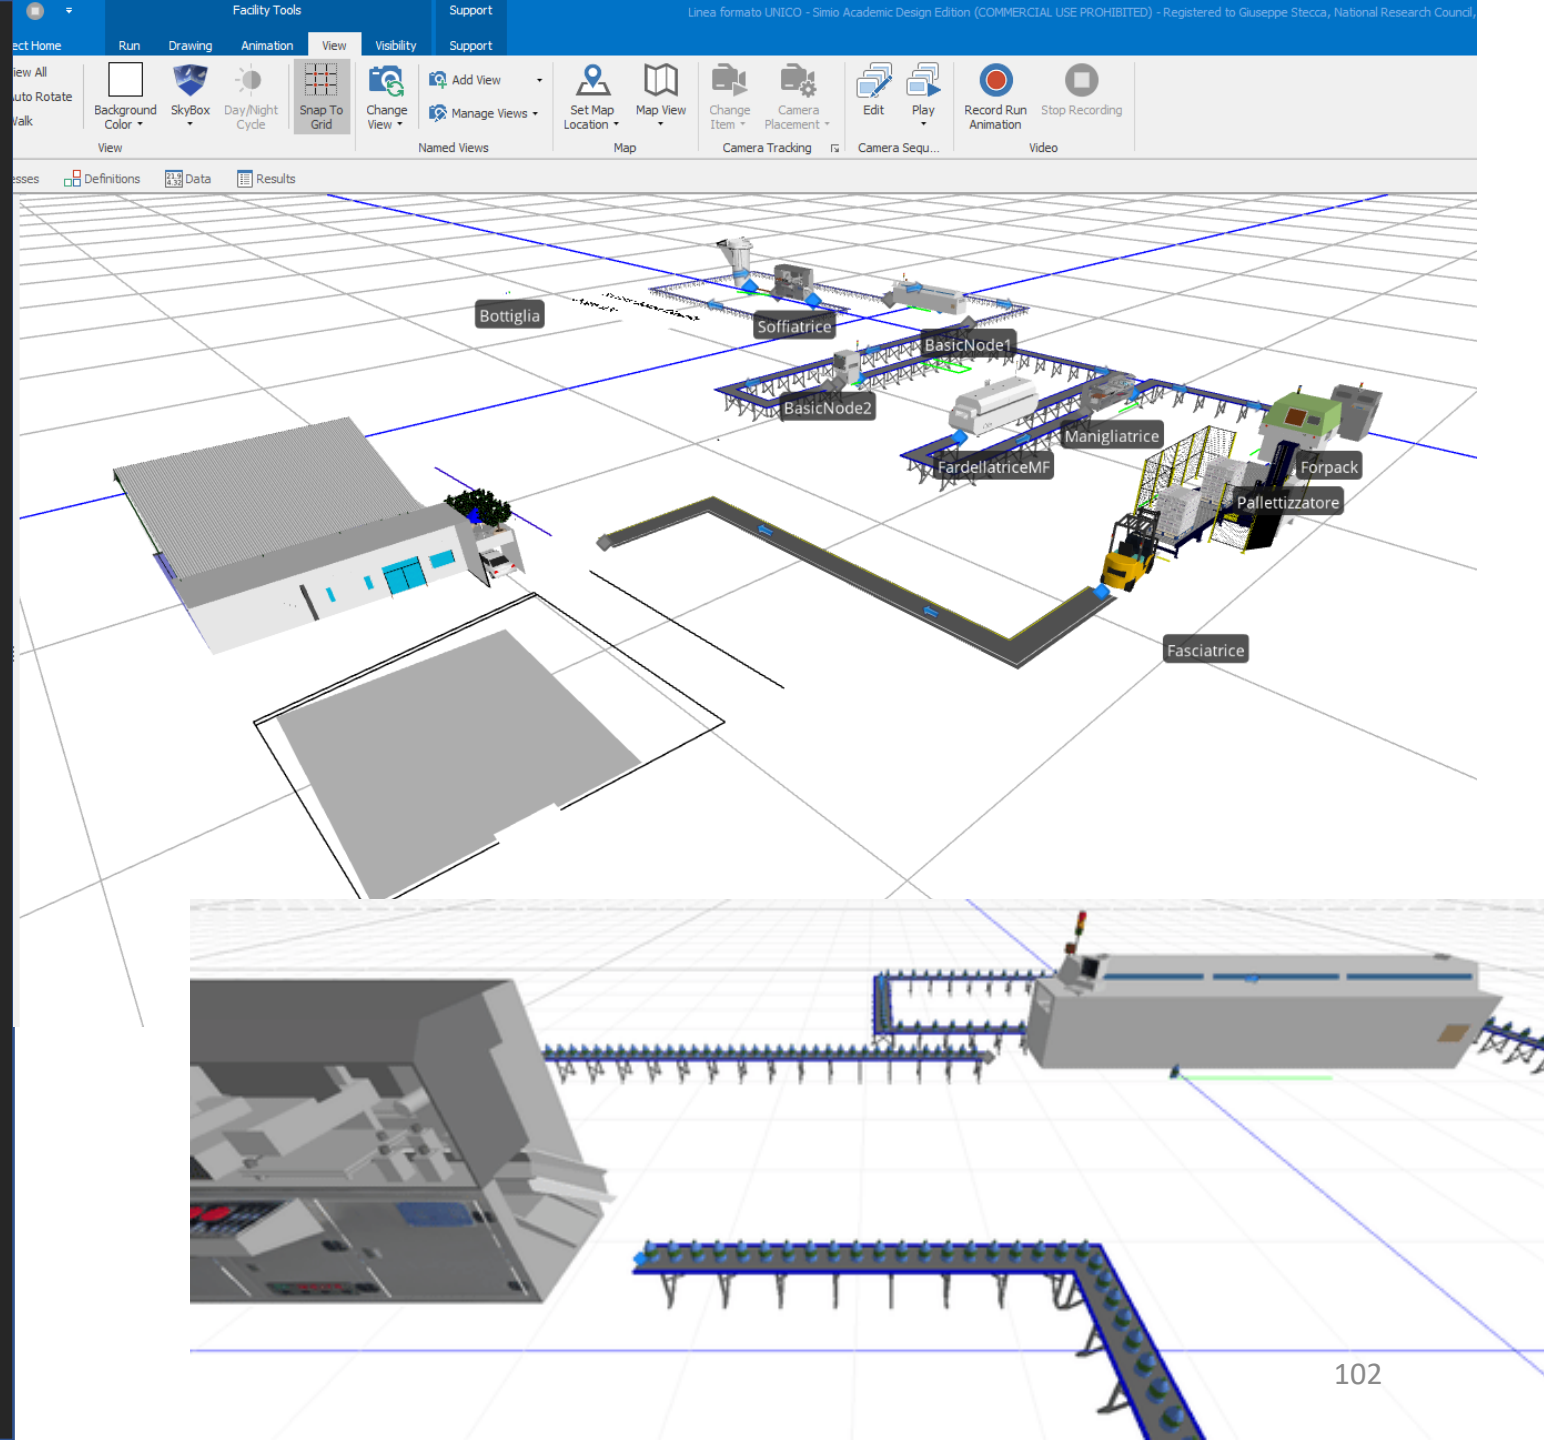 Facility Tools
Support
Linea formato UNICO - Simio Academic Design Edition (COMMERCIAL USE PROHIBITED) - Registered to Giuseppe Stecca, National Research Council,
ect Home
Run
Drawing
Animation
View
Visibility
Support
iew All
uto Rotate
alk
Background Color
SkyBox
Day/Night Cycle
Snap To Grid
Change View
Add View
Manage Views
Set Map Location
Map View
Change Item
Camera Placement
Edit
Play
Record Run Animation
Stop Recording
View
Named Views
Map
Camera Tracking
Camera Sequ...
Video
esses
Definitions
Data
Results
Bottiglia
Soffiatrice
BasicNode1
BasicNode2
Manigliatrice
FardellatriceMF
Forpack
Pallettizzatore
Fasciatrice
102